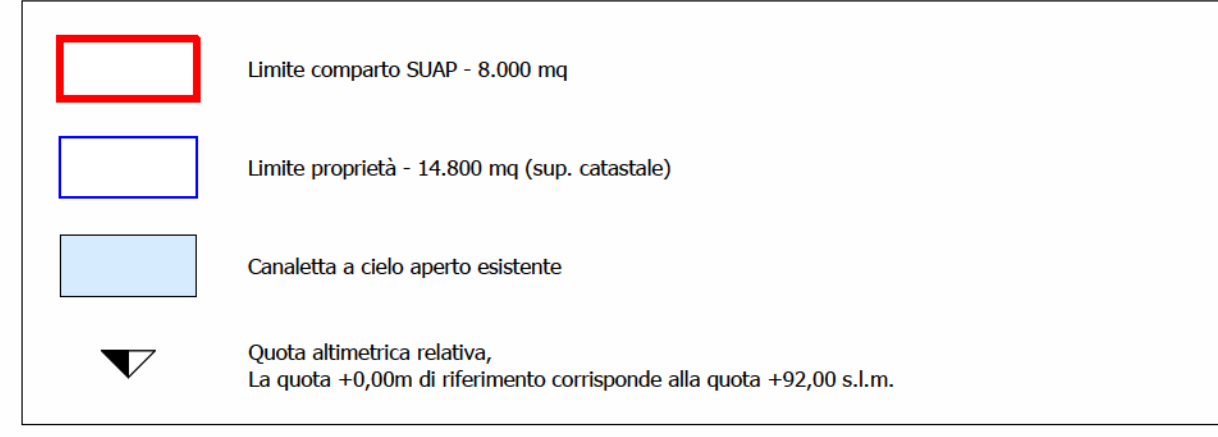 Limite comparto SUAP - 8.000 mq
Limite proprietà - 14.800 mq (sup. catastale)
Canaletta a cielo aperto esistente
Quota altimetrica relativa,
La quota +0,00m di riferimento corrisponde alla quota +92,00 s.l.m.